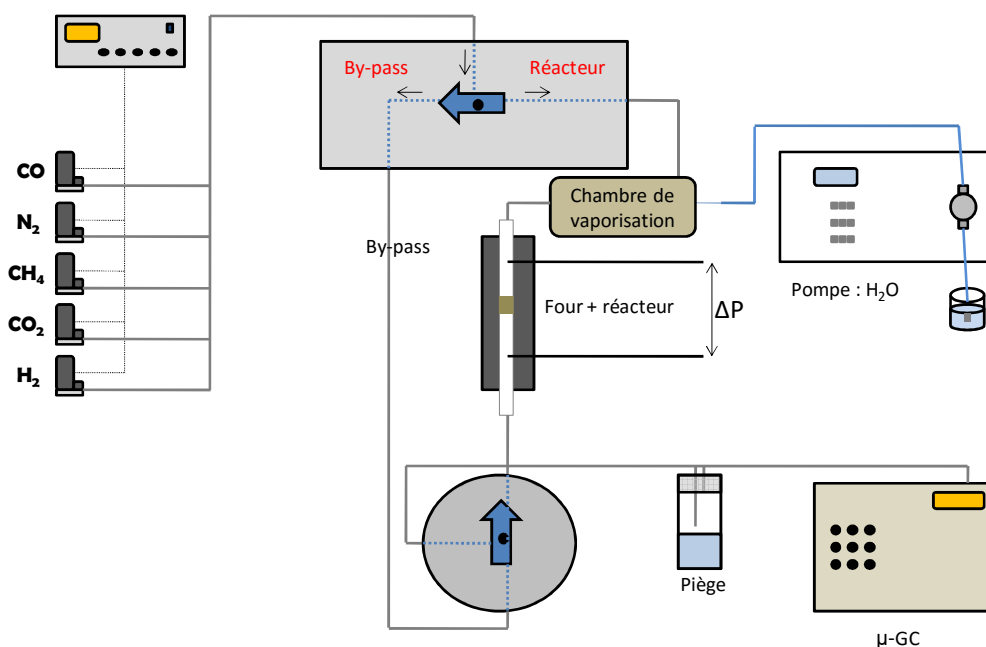 By-pass
Réacteur
CO
N₂
CH₄
CO₂
H₂
Chambre de
vaporisation
By-pass
Four + réacteur
ΔP
Pompe : H₂O
Piège
µ-GC